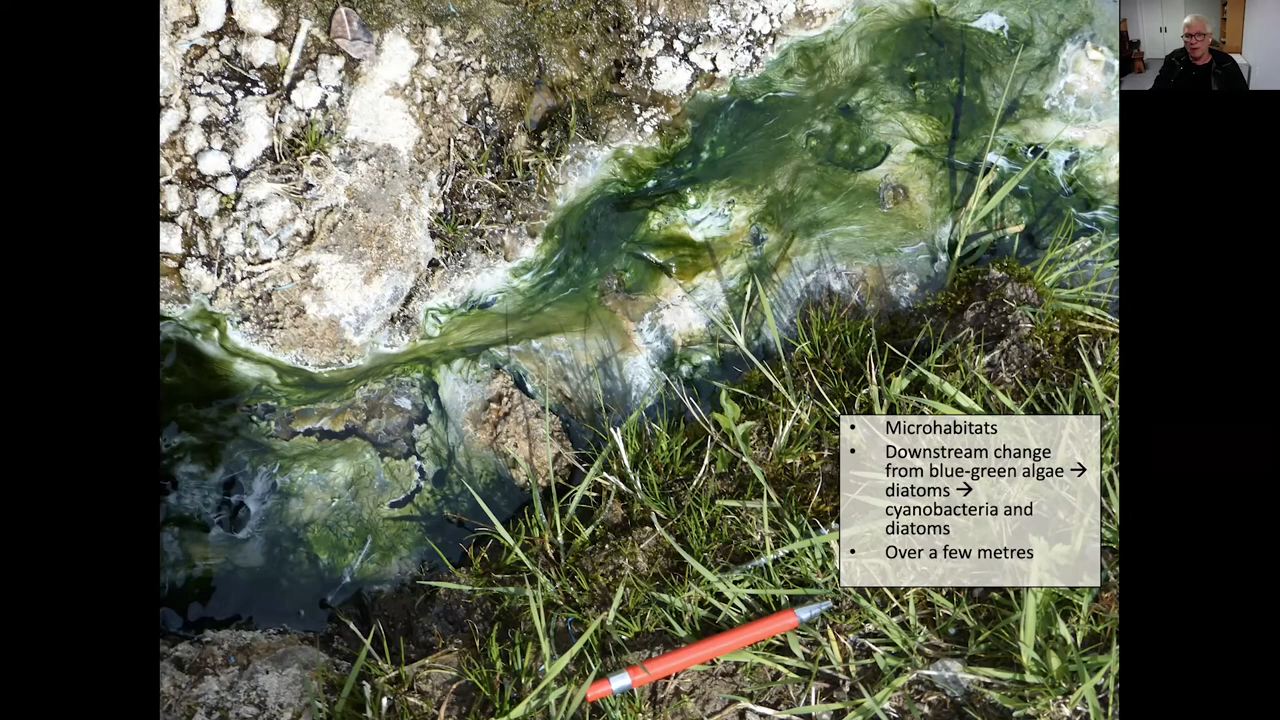 • Microhabitats
• Downstream change
from blue-green algae →
diatoms →
cyanobacteria and
diatoms
• Over a few metres